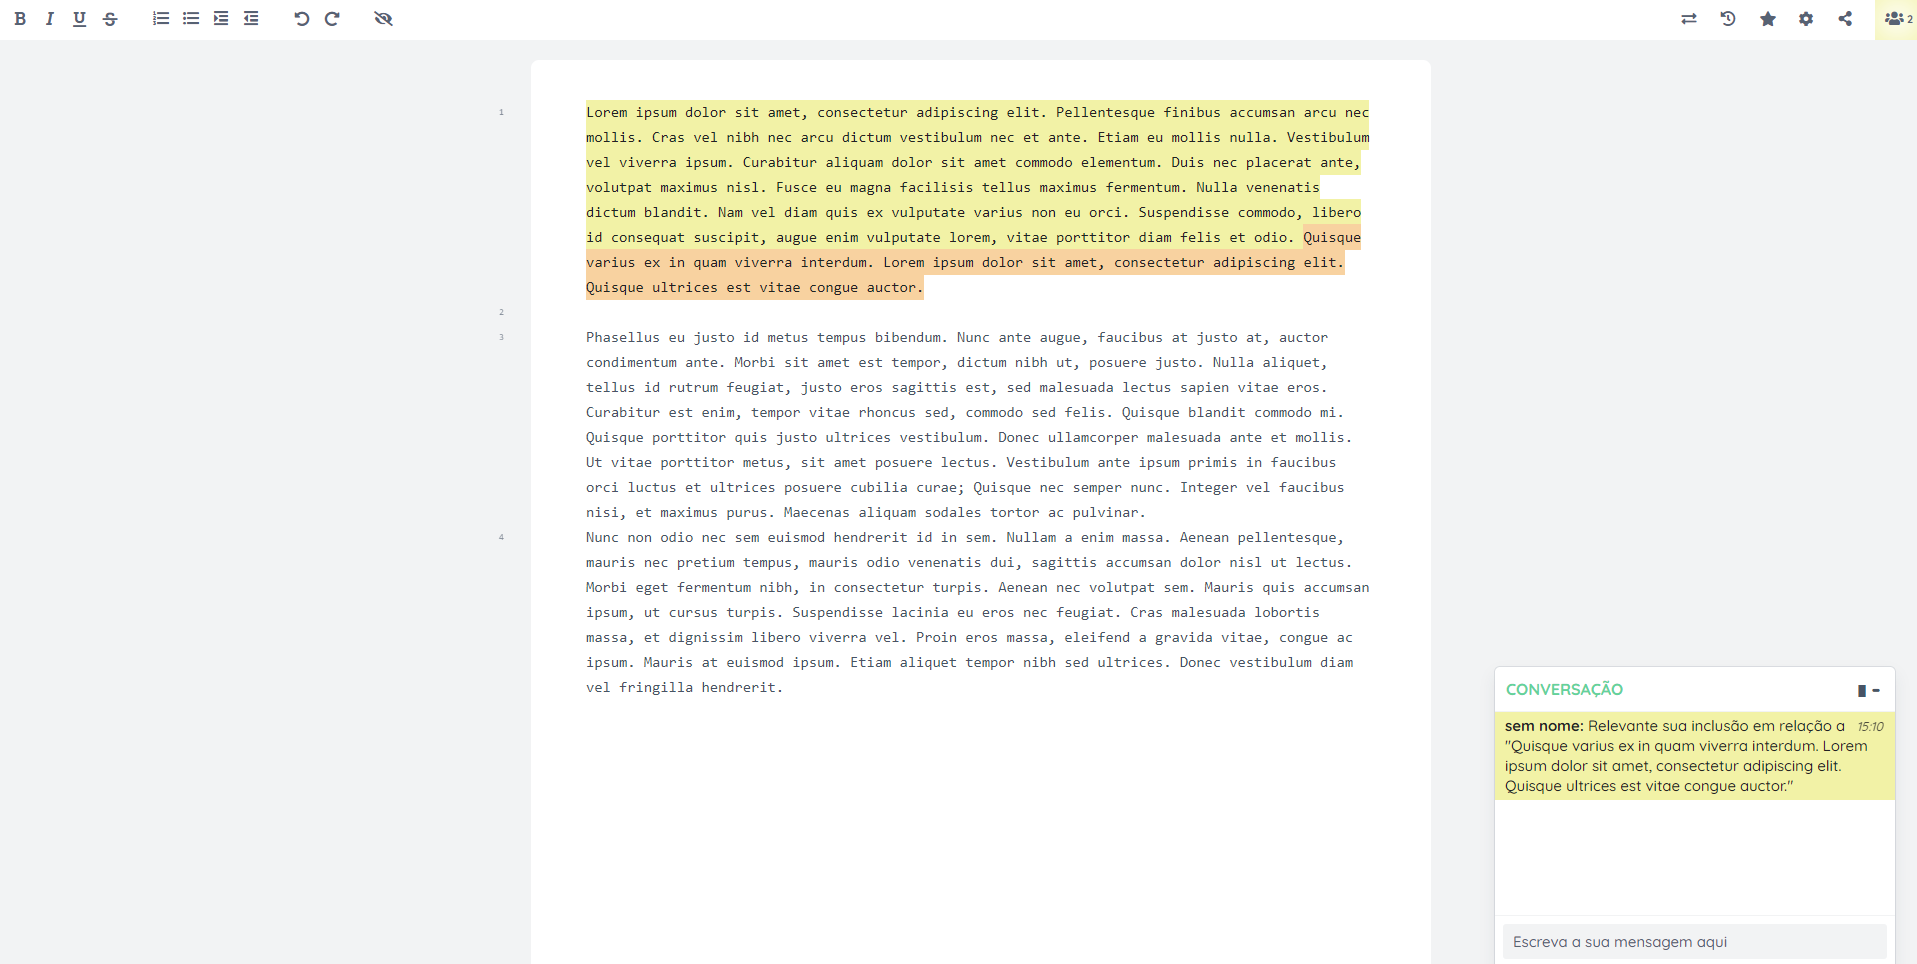 B I U S
2
1
Lorem ipsum dolor sit amet, consectetur adipiscing elit. Pellentesque finibus accumsan arcu nec
mollis. Cras vel nibh nec arcu dictum vestibulum nec et ante. Etiam eu mollis nulla. Vestibulum
vel viverra ipsum. Curabitur aliquam dolor sit amet commodo elementum. Duis nec placerat ante,
volutpat maximus nisl. Fusce eu magna facilisis tellus maximus fermentum. Nulla venenatis
dictum blandit. Nam vel diam quis ex vulputate varius non eu orci. Suspendisse commodo, libero
id consequat suscipit, augue enim vulputate lorem, vitae porttitor diam felis et odio. Quisque
varius ex in quam viverra interdum. Lorem ipsum dolor sit amet, consectetur adipiscing elit.
Quisque ultrices est vitae congue auctor.
2
3
Phasellus eu justo id metus tempus bibendum. Nunc ante augue, faucibus at justo at, auctor
condimentum ante. Morbi sit amet est tempor, dictum nibh ut, posuere justo. Nulla aliquet,
tellus id rutrum feugiat, justo eros sagittis est, sed malesuada lectus sapien vitae eros.
Curabitur est enim, tempor vitae rhoncus sed, commodo sed felis. Quisque blandit commodo mi.
Quisque porttitor quis justo ultrices vestibulum. Donec ullamcorper malesuada ante et mollis.
Ut vitae porttitor metus, sit amet posuere lectus. Vestibulum ante ipsum primis in faucibus
orci luctus et ultrices posuere cubilia curae; Quisque nec semper nunc. Integer vel faucibus
nisi, et maximus purus. Maecenas aliquam sodales tortor ac pulvinar.
4
Nunc non odio nec sem euismod hendrerit id in sem. Nullam a enim massa. Aenean pellentesque,
mauris nec pretium tempus, mauris odio venenatis dui, sagittis accumsan dolor nisl ut lectus.
Morbi eget fermentum nibh, in consectetur turpis. Aenean nec volutpat sem. Mauris quis accumsan
ipsum, ut cursus turpis. Suspendisse lacinia eu eros nec feugiat. Cras malesuada lobortis
massa, et dignissim libero viverra vel. Proin eros massa, eleifend a gravida vitae, congue ac
ipsum. Mauris at euismod ipsum. Etiam aliquet tempor nibh sed ultrices. Donec vestibulum diam
vel fringilla hendrerit.
CONVERSAÇÃO
sem nome: Relevante sua inclusão em relação a 15:10
"Quisque varius ex in quam viverra interdum. Lorem
ipsum dolor sit amet, consectetur adipiscing elit.
Quisque ultrices est vitae congue auctor."
Escreva a sua mensagem aqui